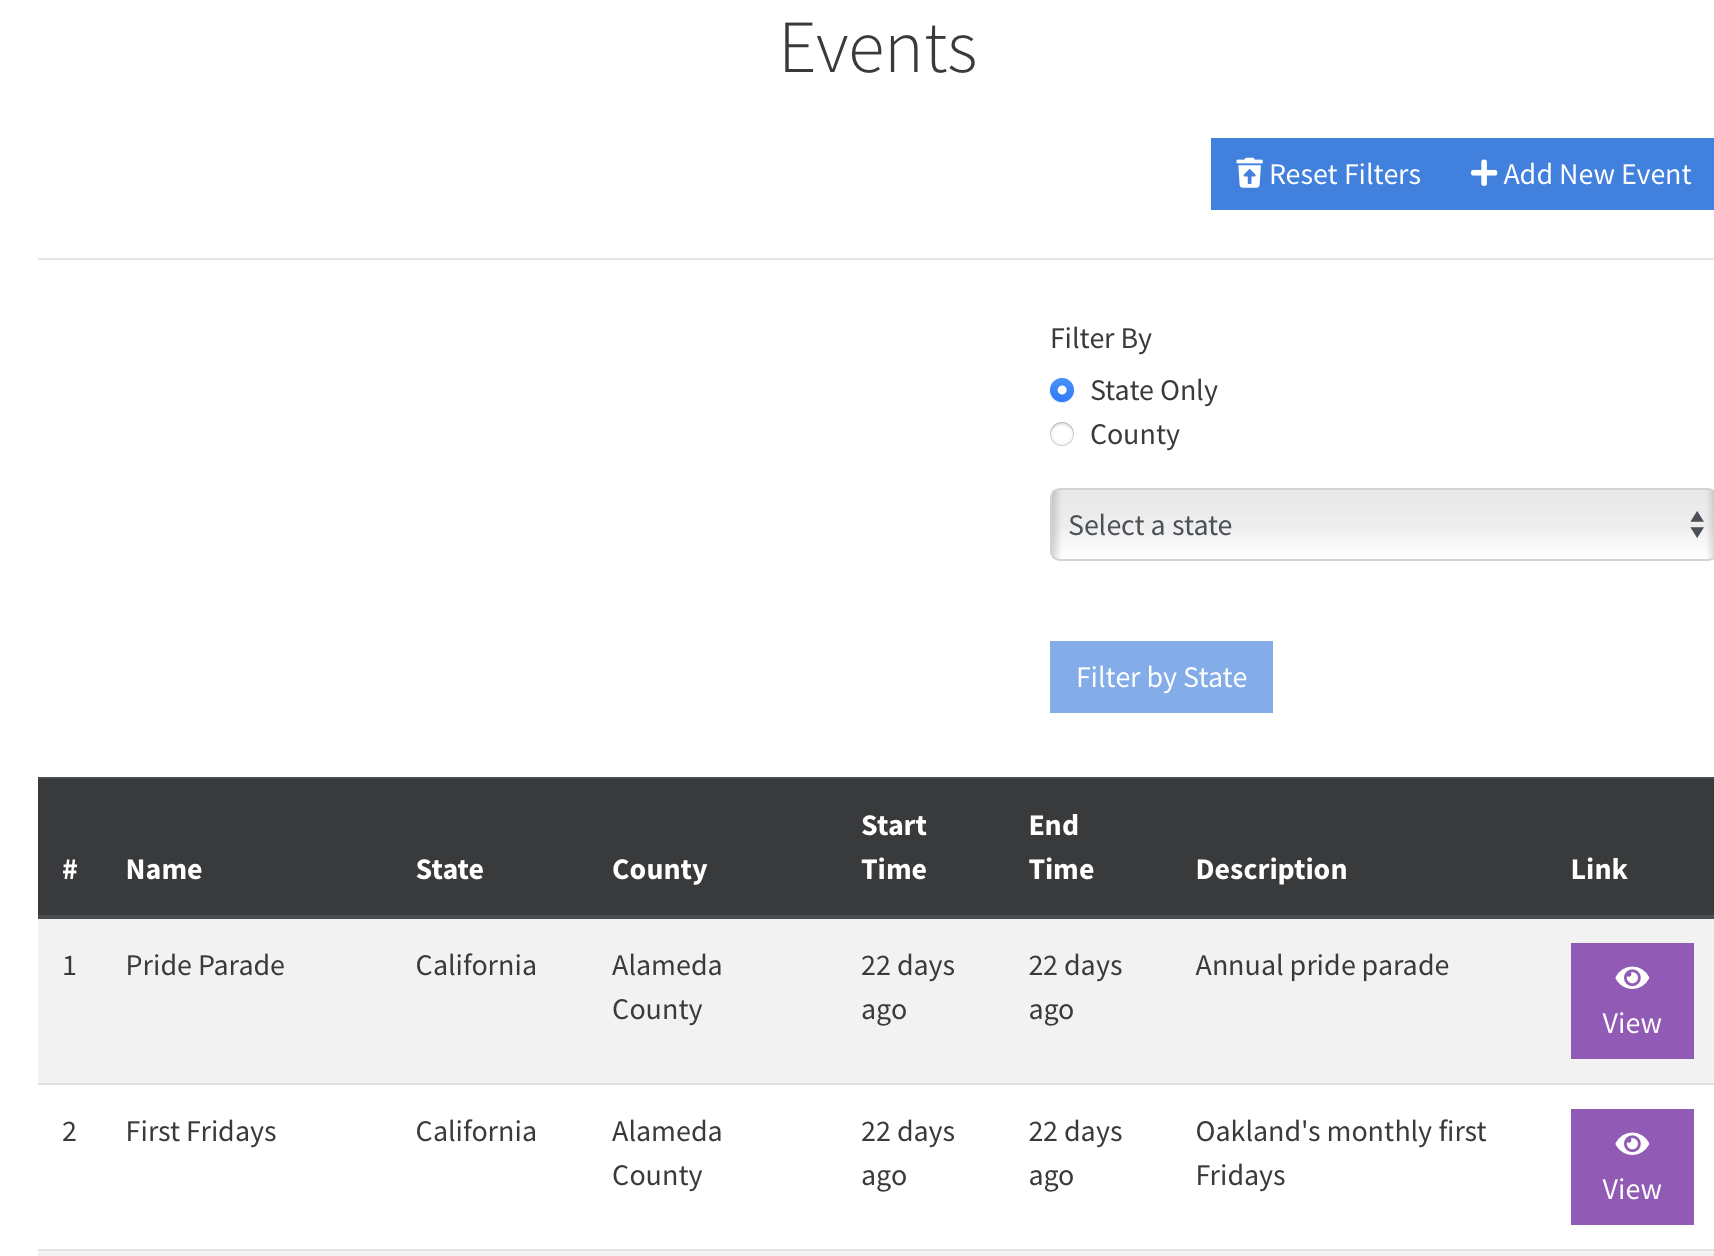 Events
Reset Filters
Add New Event
Filter By
State Only
County
Select a state
Filter by State
# Name State County Start Time End Time Description Link
1 Pride Parade California Alameda County 22 days ago 22 days ago Annual pride parade View
2 First Fridays California Alameda County 22 days ago 22 days ago Oakland's monthly first Fridays View